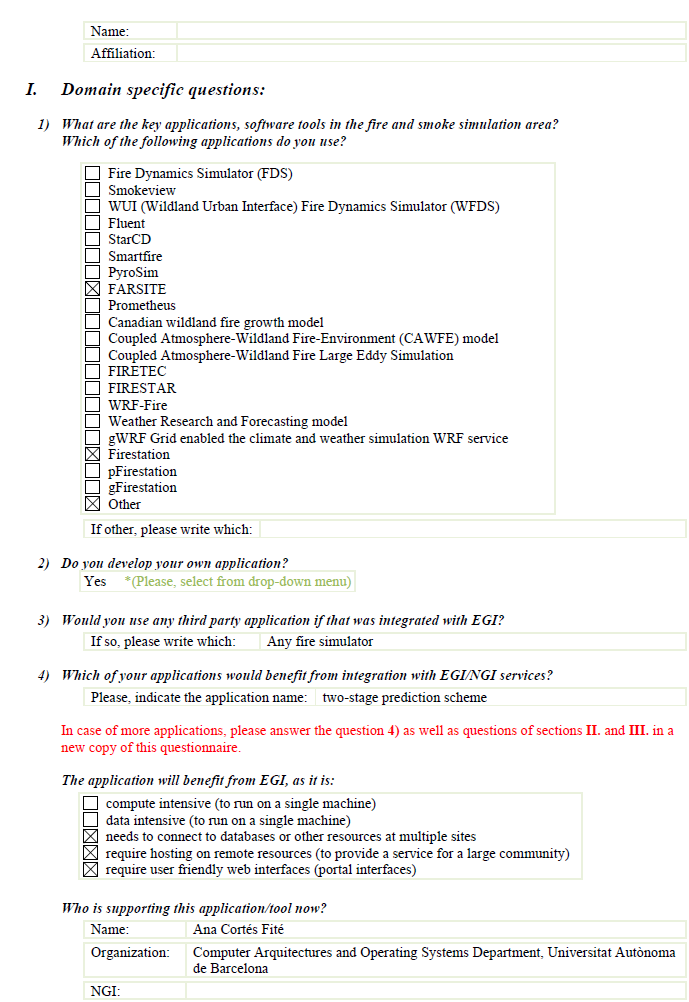 Name:
Affiliation:
I. Domain specific questions:
1) What are the key applications, software tools in the fire and smoke simulation area?
Which of the following applications do you use?
Fire Dynamics Simulator (FDS)
Smokeview
WUI (Wildland Urban Interface) Fire Dynamics Simulator (WFDS)
Fluent
StarCD
Smartfire
PyroSim
FARSITE
Prometheus
Canadian wildland fire growth model
Coupled Atmosphere-Wildland Fire-Environment (CAWFE) model
Coupled Atmosphere-Wildland Fire Large Eddy Simulation
FIRETEC
FIRESTAR
WRF-Fire
Weather Research and Forecasting model
gWRF Grid enabled the climate and weather simulation WRF service
Firestation
pFirestation
gFirestation
Other
If other, please write which:
2) Do you develop your own application?
Yes *(Please, select from drop-down menu)
3) Would you use any third party application if that was integrated with EGI?
If so, please write which: Any fire simulator
4) Which of your applications would benefit from integration with EGI/NGI services?
Please, indicate the application name: two-stage prediction scheme
In case of more applications, please answer the question 4) as well as questions of sections II. and III. in a
new copy of this questionnaire.
The application will benefit from EGI, as it is:
compute intensive (to run on a single machine)
data intensive (to run on a single machine)
needs to connect to databases or other resources at multiple sites
require hosting on remote resources (to provide a service for a large community)
require user friendly web interfaces (portal interfaces)
Who is supporting this application/tool now?
Name: Ana Cortés Fité
Organization: Computer Arquitectures and Operating Systems Department, Universitat Autònoma
de Barcelona
NGI: